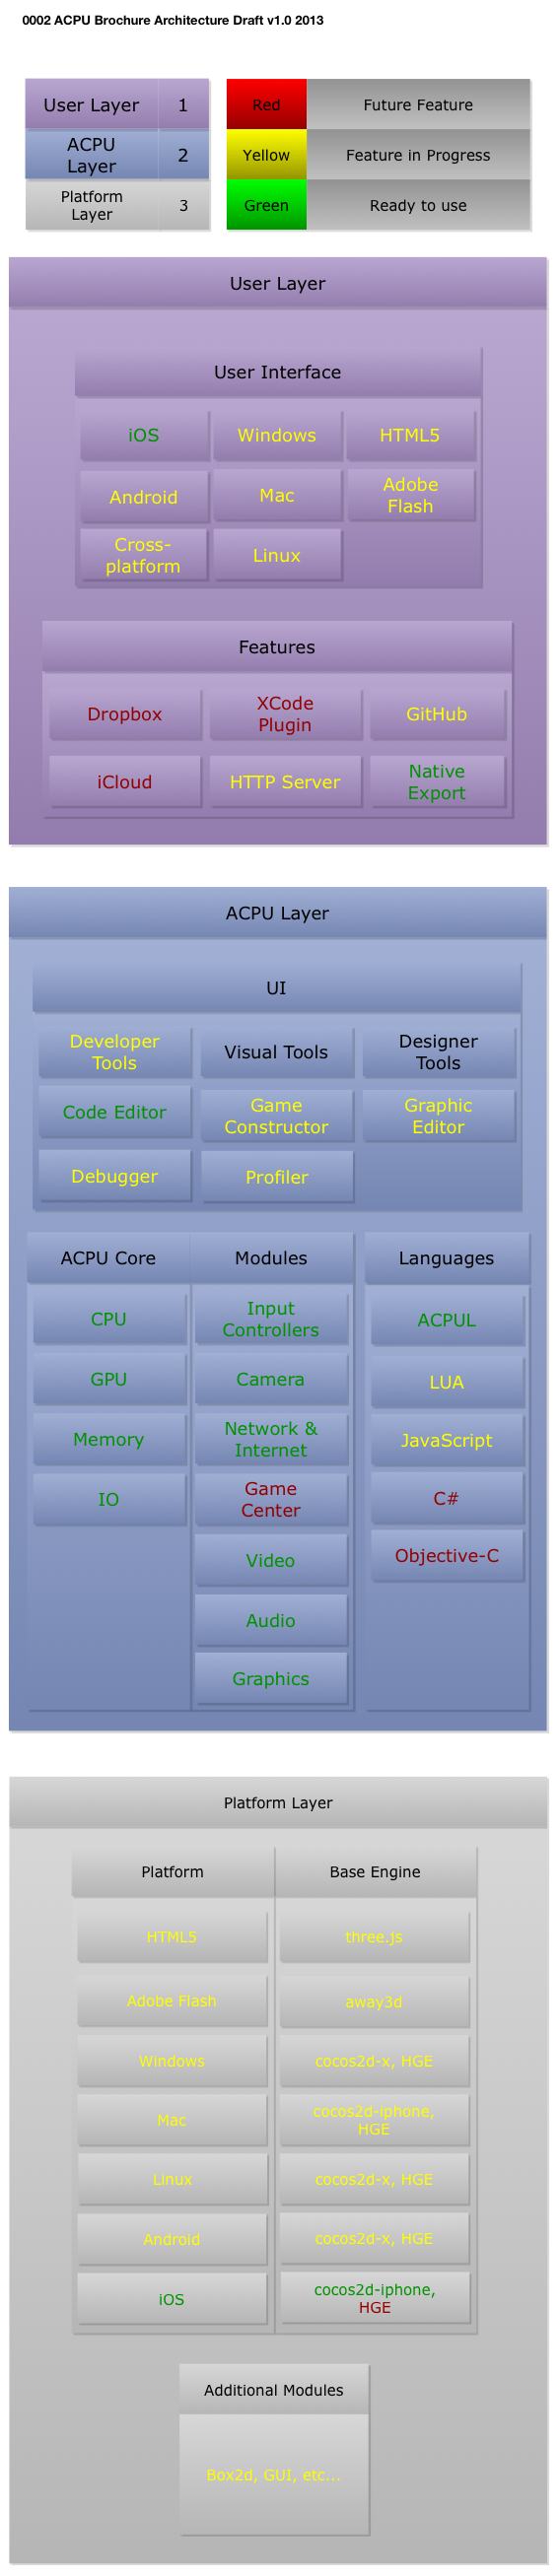 0002 ACPU Brochure Architecture Draft v1.0 2013
User Layer 1
ACPU
Layer
2
Platform
Layer
3
Red Future Feature
Yellow Feature in Progress
Green Ready to use
User Layer
User Interface
iOS Windows HTML5
Android Mac Adobe
Flash
Cross-
platform
Linux
Features
Dropbox XCode
Plugin
GitHub
iCloud HTTP Server Native
Export
ACPU Layer
UI
Developer
Tools
Visual Tools
Designer
Tools
Code Editor
Game
Constructor
Graphic
Editor
Debugger Profiler
ACPU Core
CPU
GPU
Memory
IO
Modules
Input
Controllers
Camera
Network &
Internet
Game
Center
Video
Audio
Graphics
Languages
ACPUL
LUA
JavaScript
C#
Objective-C
Platform Layer
Platform Base Engine
HTML5 three.js
Adobe Flash away3d
Windows cocos2d-x, HGE
Mac cocos2d-iphone,
HGE
Linux cocos2d-x, HGE
Android cocos2d-x, HGE
iOS cocos2d-iphone,
HGE
Additional Modules
Box2d, GUI, etc...